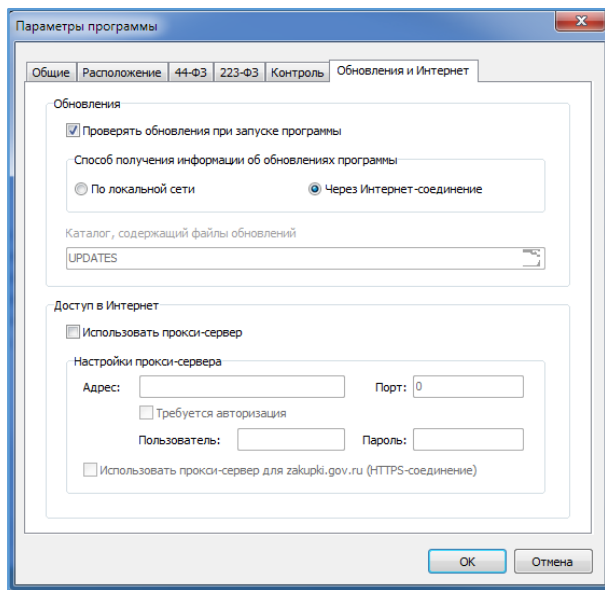 Параметры программы
Общие Расположение 44-ФЗ 223-ФЗ Контроль Обновления и Интернет
Обновления
Проверять обновления при запуске программы
Способ получения информации об обновлениях программы
По локальной сети Через Интернет-соединение
Каталог, содержащий файлы обновлений
UPDATES
Доступ в Интернет
Использовать прокси-сервер
Настройки прокси-сервера
Адрес: Порт: 0
Требуется авторизация
Пользователь: Пароль:
Использовать прокси-сервер для zakupki.gov.ru (HTTPS-соединение)
OK Отмена